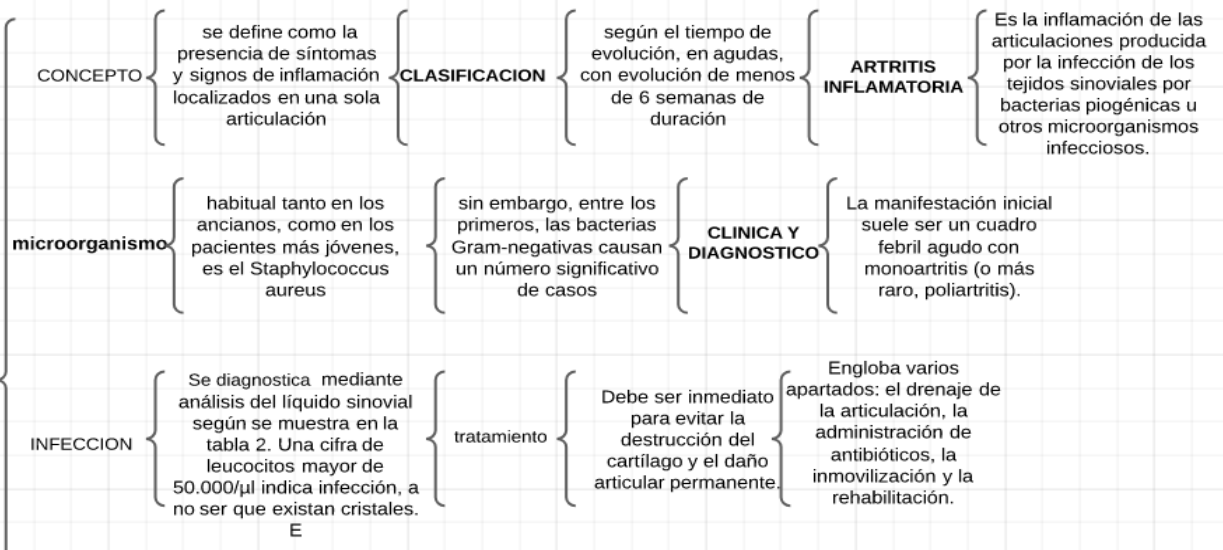 CONCEPTO
se define como la
presencia de síntomas
y signos de inflamación
localizados en una sola
articulación
CLASIFICACION
según el tiempo de
evolución, en agudas,
con evolución de menos
de 6 semanas de
duración
ARTRITIS
INFLAMATORIA
Es la inflamación de las
articulaciones producida
por la infección de los
tejidos sinoviales por
bacterias piogénicas u
otros microorganismos
infecciosos.
microorganismo
habitual tanto en los
ancianos, como en los
pacientes más jóvenes,
es el Staphylococcus
aureus
sin embargo, entre los
primeros, las bacterias
Gram-negativas causan
un número significativo
de casos
CLINICA Y
DIAGNOSTICO
La manifestación inicial
suele ser un cuadro
febril agudo con
monoartritis (o más
raro, poliartritis).
INFECCION
Se diagnostica mediante
análisis del líquido sinovial
según se muestra en la
tabla 2. Una cifra de
leucocitos mayor de
50.000/µl indica infección, a
no ser que existan cristales.
E
tratamiento
Debe ser inmediato
para evitar la
destrucción del
cartílago y el daño
articular permanente.
Engloba varios
apartados: el drenaje de
la articulación, la
administración de
antibióticos, la
inmovilización y la
rehabilitación.